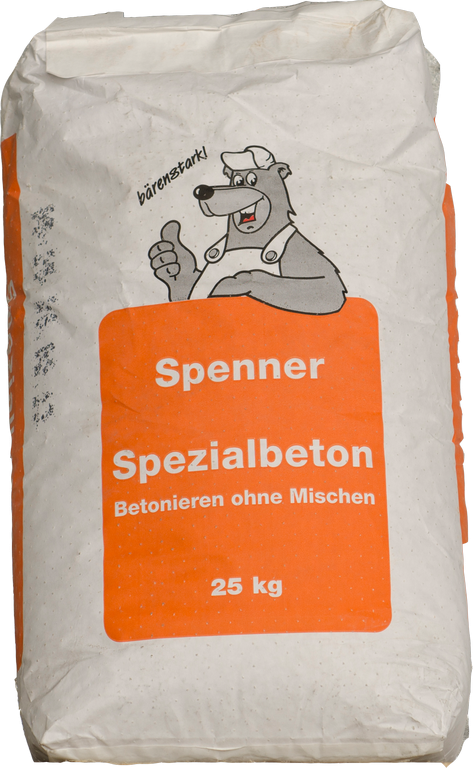 bärenstark!
Spenner
Spezialbeton
Betonieren ohne Mischen
25 kg